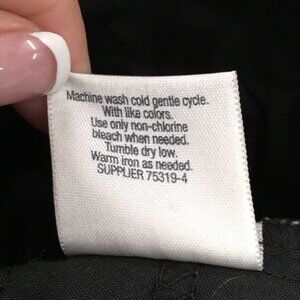 Machine wash cold gentle cycle.
With like colors.
Use only non-chlorine
bleach when needed.
Tumble dry low.
Warm iron as needed.
SUPPLIER 75319-4